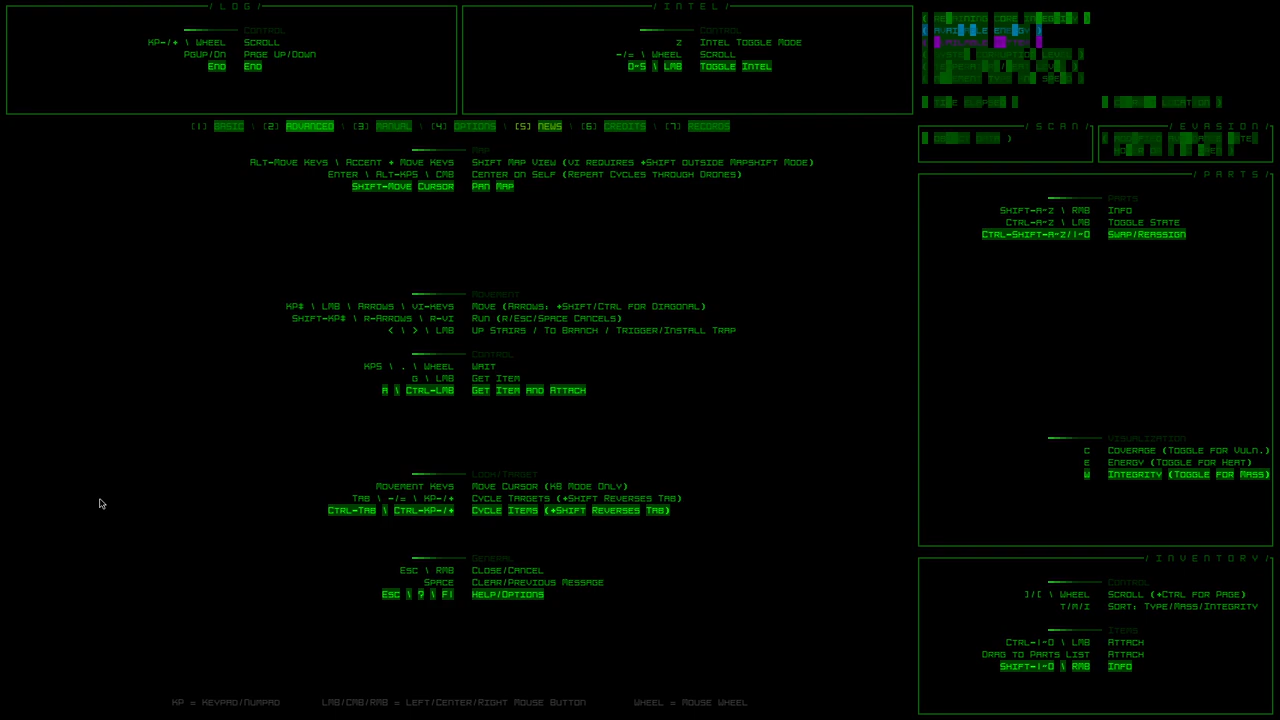 / LOG /
CONTROL
KP-/+ \ WHEEL SCROLL
PGUP/DN PAGE UP/DOWN
END END
/ INTEL /
CONTROL
Z INTEL TOGGLE MODE
-/= \ WHEEL SCROLL
0-5 \ LMB TOGGLE INTEL
[1] BASIC \ [2] ADVANCED \ [3] MANUAL \ [4] OPTIONS \ [5] NEWS \ [6] CREDITS \ [7] RECORDS
MAP
ALT-MOVE KEYS \ ACCENT + MOVE KEYS SHIFT MAP VIEW (VI REQUIRES +SHIFT OUTSIDE MAPSHIFT MODE)
ENTER \ ALT-KP5 \ CMB CENTER ON SELF (REPEAT CYCLES THROUGH DRONES)
SHIFT-MOVE CURSOR PAN MAP
MOVEMENT
KP# \ LMB \ ARROWS \ VI-KEYS MOVE (ARROWS: +SHIFT/CTRL FOR DIAGONAL)
SHIFT-KP# \ R-ARROWS \ R-VI RUN (R/ESC/SPACE CANCELS)
< \ > \ LMB UP STAIRS / TO BRANCH / TRIGGER/INSTALL TRAP
CONTROL
KP5 \ . \ WHEEL WAIT
G \ LMB GET ITEM
A \ CTRL-LMB GET ITEM AND ATTACH
LOOK/TARGET
MOVEMENT KEYS MOVE CURSOR (KB MODE ONLY)
TAB \ -/= \ KP-/+ CYCLE TARGETS (+SHIFT REVERSES TAB)
CTRL-TAB \ CTRL-KP-/+ CYCLE ITEMS (+SHIFT REVERSES TAB)
GENERAL
ESC \ RMB CLOSE/CANCEL
SPACE CLEAR/PREVIOUS MESSAGE
ESC \ ? \ F1 HELP/OPTIONS
KP = KEYPAD/NUMPAD LMB/CMB/RMB = LEFT/CENTER/RIGHT MOUSE BUTTON WHEEL = MOUSE WHEEL
/ SCAN /
/ EVASION /
/ PARTS /
PARTS
SHIFT-A-Z \ RMB INFO
CTRL-A-Z \ LMB TOGGLE STATE
CTRL-SHIFT-A-Z/1-0 SWAP/REASSIGN
VISUALIZATION
C COVERAGE (TOGGLE FOR VULN.)
E ENERGY (TOGGLE FOR HEAT)
W INTEGRITY (TOGGLE FOR MASS)
/ INVENTORY /
CONTROL
]/[ \ WHEEL SCROLL (+CTRL FOR PAGE)
T/M/I SORT: TYPE/MASS/INTEGRITY
ITEMS
CTRL-1-0 \ LMB ATTACH
DRAG TO PARTS LIST ATTACH
SHIFT-1-0 \ RMB INFO